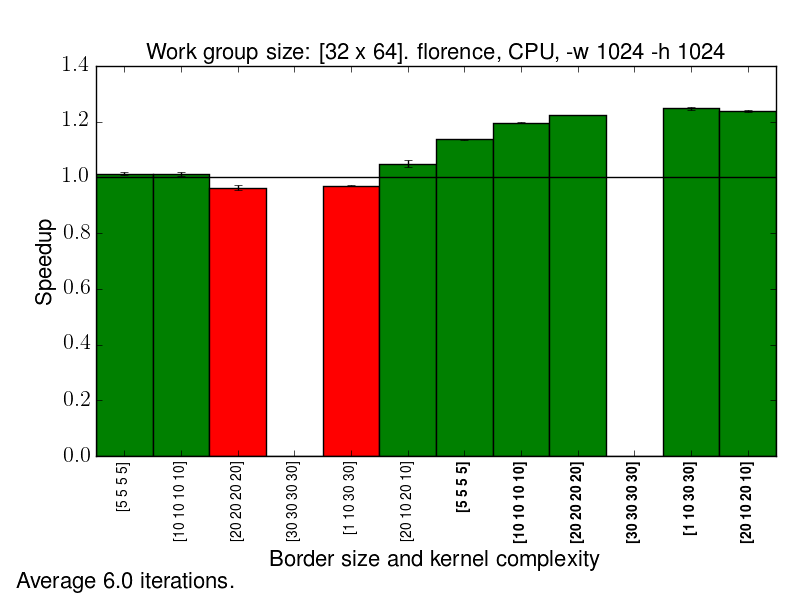 Work group size: [32 x 64]. florence, CPU, -w 1024 -h 1024
1.4
1.2
1.0
0.8
0.6
0.4
0.2
0.0
Speedup
[5 5 5 5]
[10 10 10 10]
[20 20 20 20]
[30 30 30 30]
[1 10 30 30]
[20 10 20 10]
[5 5 5 5]
[10 10 10 10]
[20 20 20 20]
[30 30 30 30]
[1 10 30 30]
[20 10 20 10]
Border size and kernel complexity
Average 6.0 iterations.